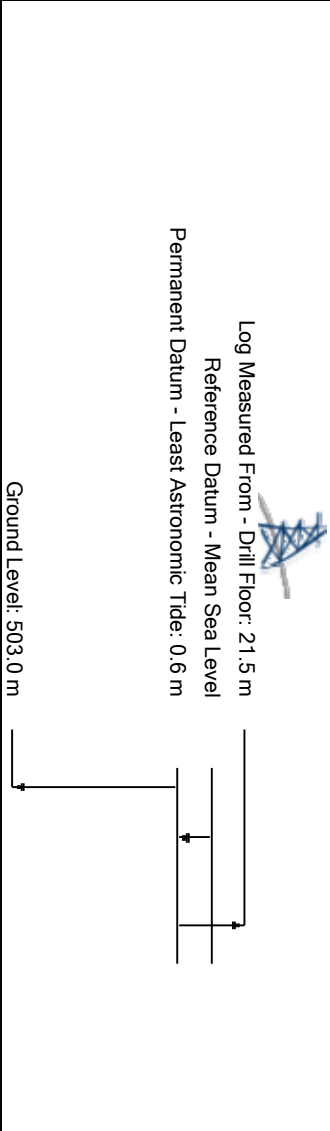 Log Measured From - Drill Floor: 21.5 m
Reference Datum - Mean Sea Level
Permanent Datum - Least Astronomic Tide: 0.6 m
Ground Level: 503.0 m